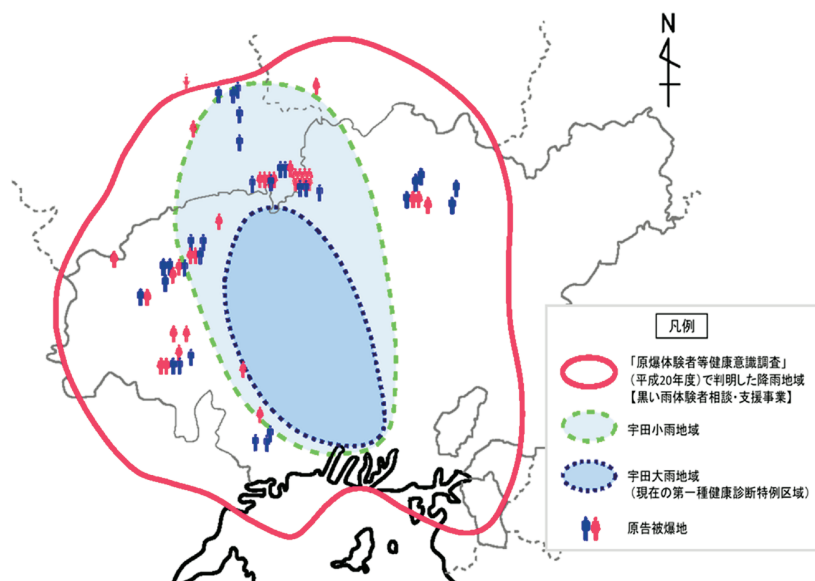 N
凡例
「原爆体験者等健康意識調査」
(平成20年度)で判明した降雨地域
【黒い雨体験者相談・支援事業】
宇田小雨地域
宇田大雨地域
(現在の第一種健康診断特例区域)
原告被爆地